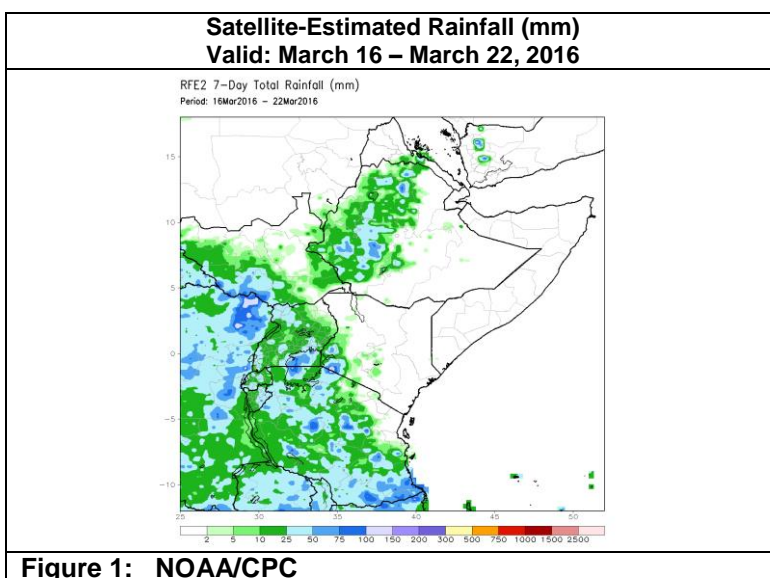 Satellite-Estimated Rainfall (mm)
Valid: March 16 – March 22, 2016
RFE2 7-Day Total Rainfall (mm)
Period: 16Mar2016 – 22Mar2016
15
10
5
0
-5
-10
25 30 35 40 45 50
2 5 10 25 50 75 100 150 200 300 500 750 1000 1500 2500
Figure 1: NOAA/CPC